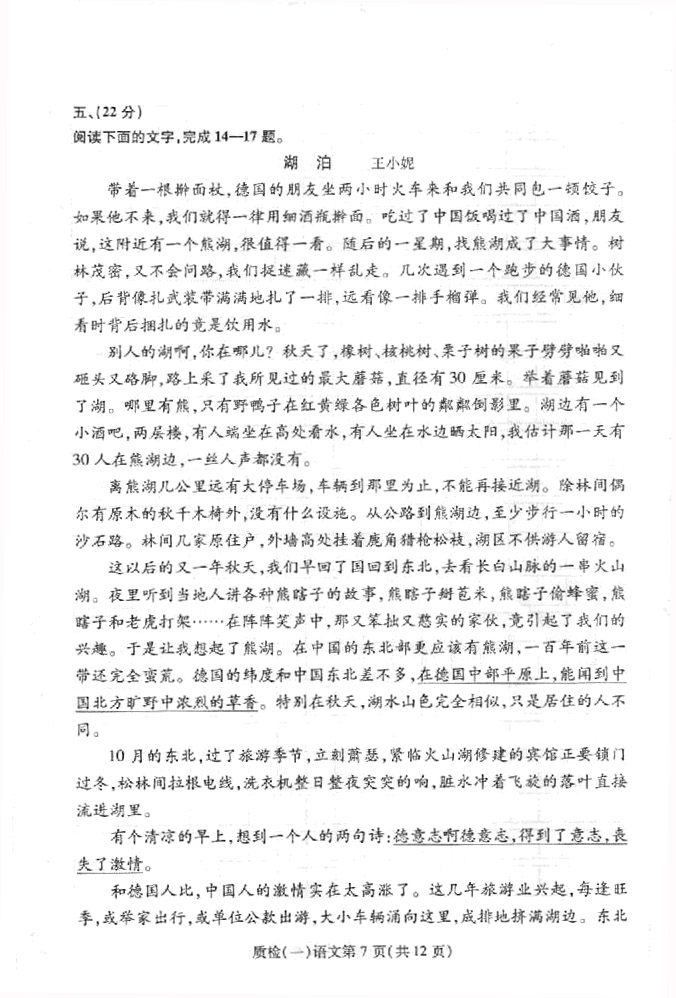 五、(22 分)
阅读下面的文字,完成 14—17 题。
湖 泊 王小妮
带着一根擀面杖,德国的朋友坐两小时火车来和我们共同包一顿饺子。
如果他不来,我们就得一律用细酒瓶擀面。吃过了中国饭喝过了中国酒,朋友
说,这附近有一个熊湖,很值得一看。随后的一星期,找熊湖成了大事情。树
林茂密,又不会问路,我们捉迷藏一样乱走。几次遇到一个跑步的德国小伙
子,后背像扎武装带满满地扎了一排,远看像一排手榴弹。我们经常见他,细
看时背后捆扎的竟是饮用水。
别人的湖啊,你在哪儿?秋天了,橡树、核桃树、栗子树的果子劈劈啪啪又
砸头又硌脚,路上采了我所见过的最大蘑菇,直径有 30 厘米。举着蘑菇见到
了湖。哪里有熊,只有野鸭子在红黄绿各色树叶的粼粼倒影里。湖边有一个
小酒吧,两层楼,有人端坐在高处看水,有人坐在水边晒太阳,我估计那一天有
30 人在熊湖边,一丝人声都没有。
离熊湖几公里远有大停车场,车辆到那里为止,不能再接近湖。除林间偶
尔有原木的秋千木椅外,没有什么设施。从公路到熊湖边,至少步行一小时的
沙石路。林间几家原住户,外墙高处挂着鹿角猎枪松枝,湖区不供游人留宿。
这以后的又一年秋天,我们早回了国回到东北,去看长白山脉的一串火山
湖。夜里听到当地人讲各种熊瞎子的故事,熊瞎子掰苞米,熊瞎子偷蜂蜜,熊
瞎子和老虎打架……在阵阵笑声中,那又笨拙又憨实的家伙,竟引起了我们的
兴趣。于是让我想起了熊湖。在中国的东北部更应该有熊湖,一百年前这一
带还完全蛮荒。德国的纬度和中国东北差不多,在德国中部平原上,能闻到中
国北方旷野中浓烈的草香。特别在秋天,湖水山色完全相似,只是居住的人不
同。
10 月的东北,过了旅游季节,立刻萧瑟,紧临火山湖修建的宾馆正要锁门
过冬,松林间拉根电线,洗衣机整日整夜突突的响,脏水冲着飞旋的落叶直接
流进湖里。
有个清凉的早上,想到一个人的两句诗:德意志啊德意志,得到了意志,丧
失了激情。
和德国人比,中国人的激情实在太高涨了。这几年旅游业兴起,每逢旺
季,或举家出行,或单位公款出游,大小车辆涌向这里,成排地挤满湖边。东北
质检(一)语文第 7 页(共 12 页)